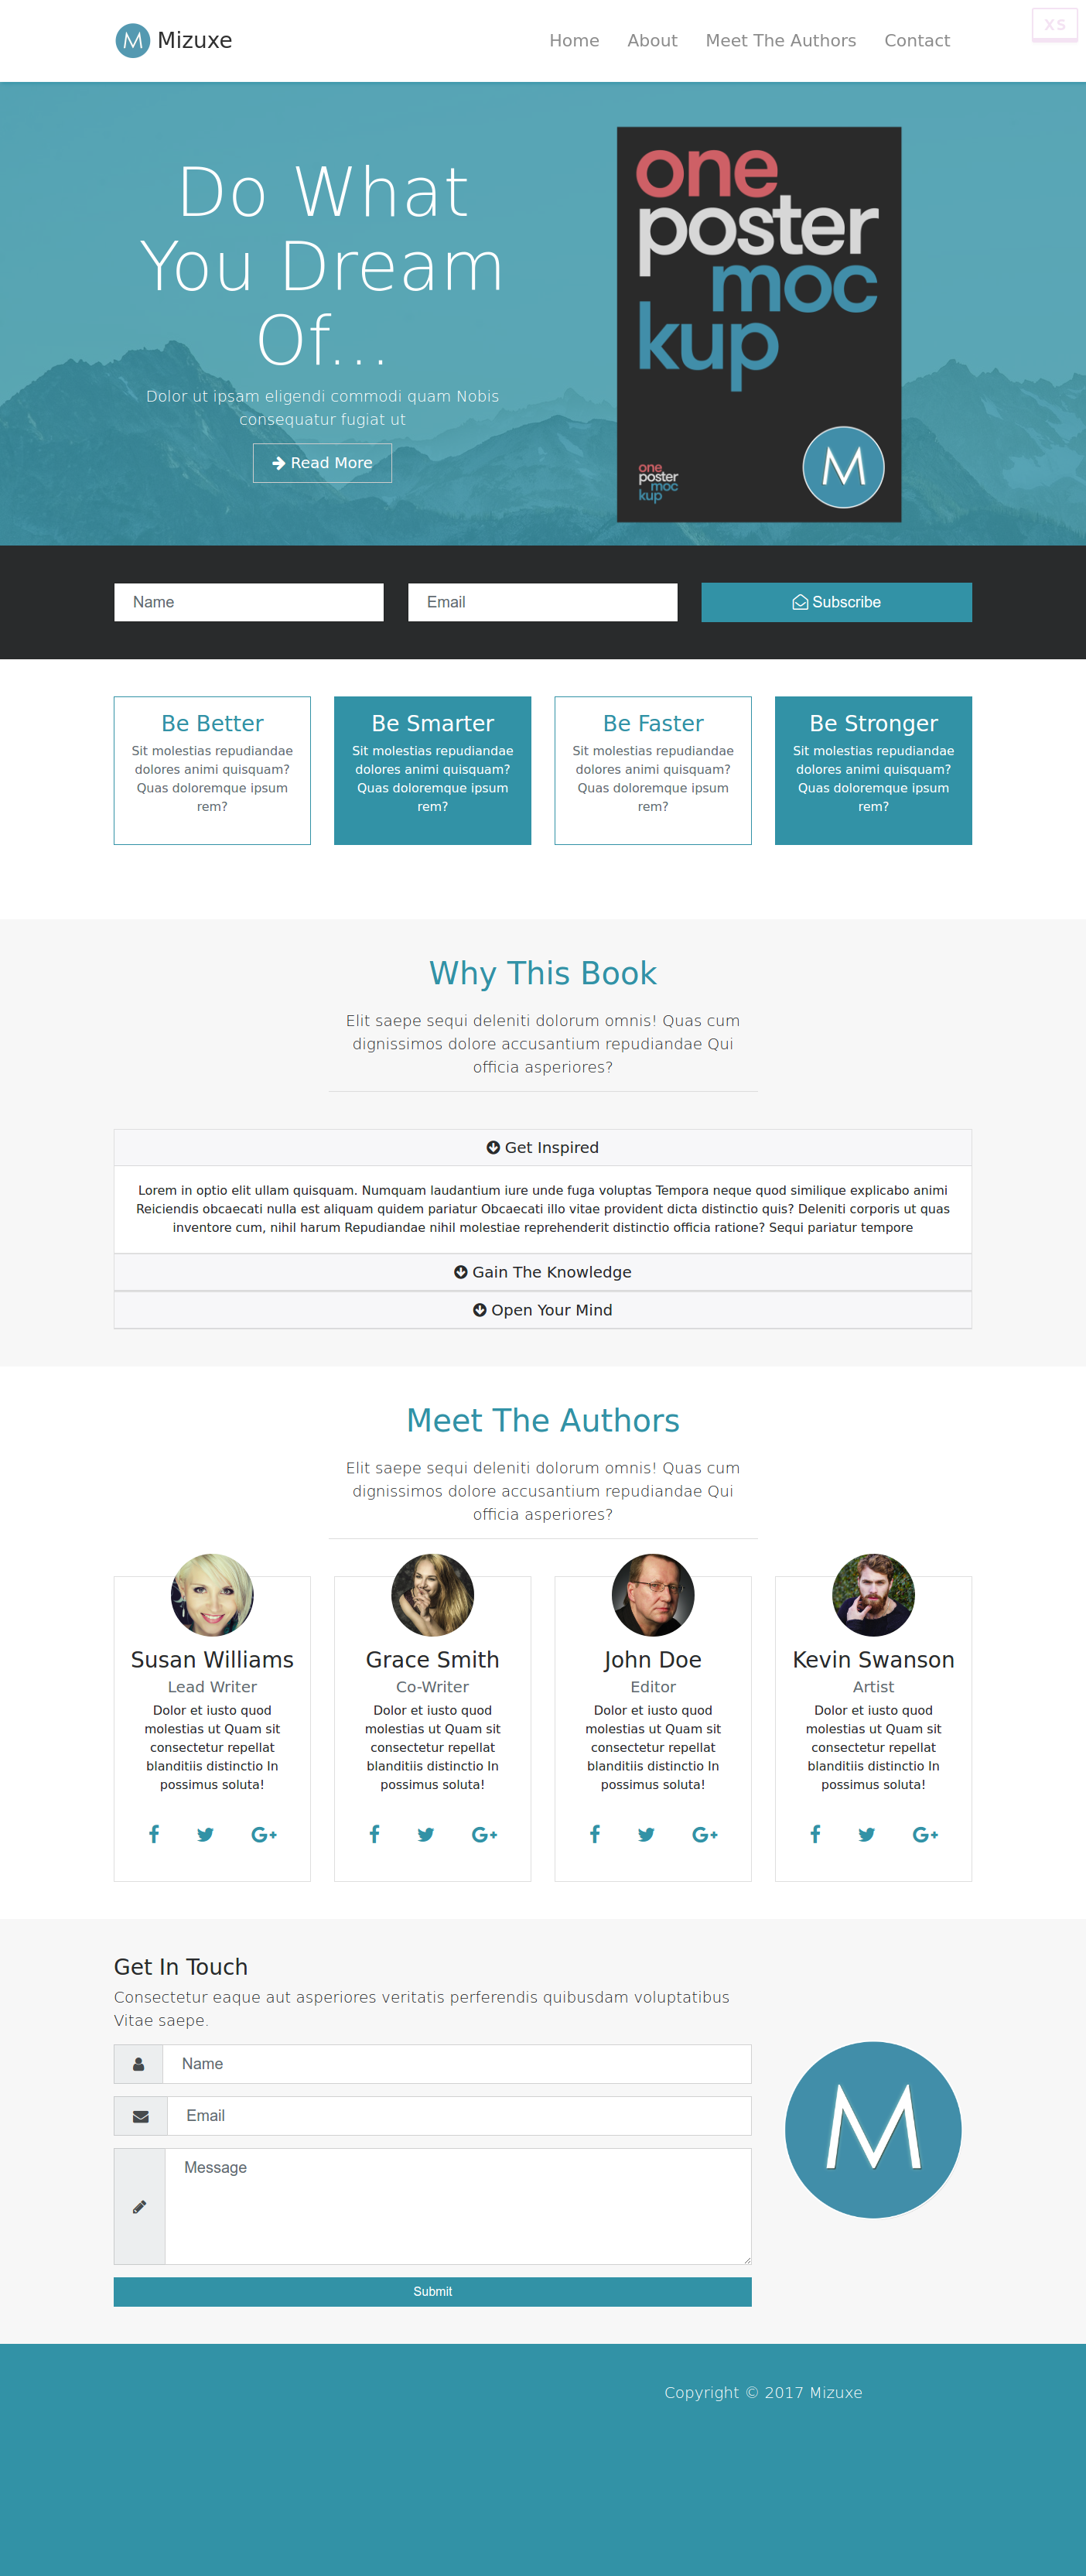 M Mizuxe
Home About Meet The Authors Contact
XS
Do What
You Dream
Of...
Dolor ut ipsam eligendi commodi quam Nobis
consequatur fugiat ut
Read More
one
poster
moc
kup
one
poster
moc
kup
M
Name
Email
Subscribe
Be Better
Sit molestias repudiandae
dolores animi quisquam?
Quas doloremque ipsum
rem?
Be Smarter
Sit molestias repudiandae
dolores animi quisquam?
Quas doloremque ipsum
rem?
Be Faster
Sit molestias repudiandae
dolores animi quisquam?
Quas doloremque ipsum
rem?
Be Stronger
Sit molestias repudiandae
dolores animi quisquam?
Quas doloremque ipsum
rem?
Why This Book
Elit saepe sequi deleniti dolorum omnis! Quas cum
dignissimos dolore accusantium repudiandae Qui
officia asperiores?
Get Inspired
Lorem in optio elit ullam quisquam. Numquam laudantium iure unde fuga voluptas Tempora neque quod similique explicabo animi
Reiciendis obcaecati nulla est aliquam quidem pariatur Obcaecati illo vitae provident dicta distinctio quis? Deleniti corporis ut quas
inventore cum, nihil harum Repudiandae nihil molestiae reprehenderit distinctio officia ratione? Sequi pariatur tempore
Gain The Knowledge
Open Your Mind
Meet The Authors
Elit saepe sequi deleniti dolorum omnis! Quas cum
dignissimos dolore accusantium repudiandae Qui
officia asperiores?
Susan Williams
Lead Writer
Dolor et iusto quod
molestias ut Quam sit
consectetur repellat
blanditiis distinctio In
possimus soluta!
Grace Smith
Co-Writer
Dolor et iusto quod
molestias ut Quam sit
consectetur repellat
blanditiis distinctio In
possimus soluta!
John Doe
Editor
Dolor et iusto quod
molestias ut Quam sit
consectetur repellat
blanditiis distinctio In
possimus soluta!
Kevin Swanson
Artist
Dolor et iusto quod
molestias ut Quam sit
consectetur repellat
blanditiis distinctio In
possimus soluta!
Get In Touch
Consectetur eaque aut asperiores veritatis perferendis quibusdam voluptatibus
Vitae saepe.
Name
Email
Message
Submit
M
Copyright © 2017 Mizuxe